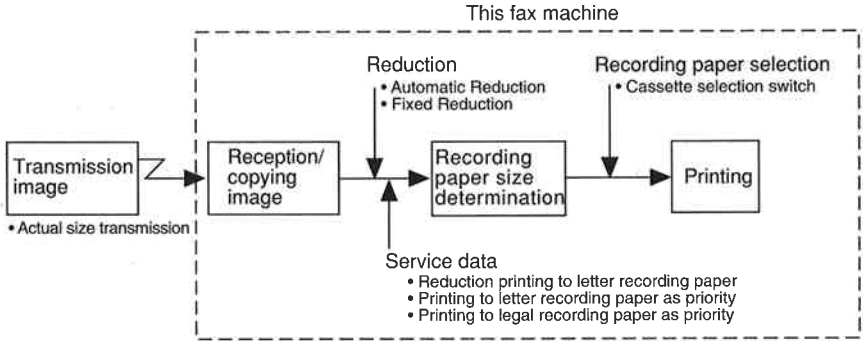 This fax machine
Reduction
• Automatic Reduction
• Fixed Reduction
Recording paper selection
• Cassette selection switch
Transmission
image
• Actual size transmission
Reception/
copying
image
Recording
paper size
determination
Printing
Service data
• Reduction printing to letter recording paper
• Printing to letter recording paper as priority
• Printing to legal recording paper as priority